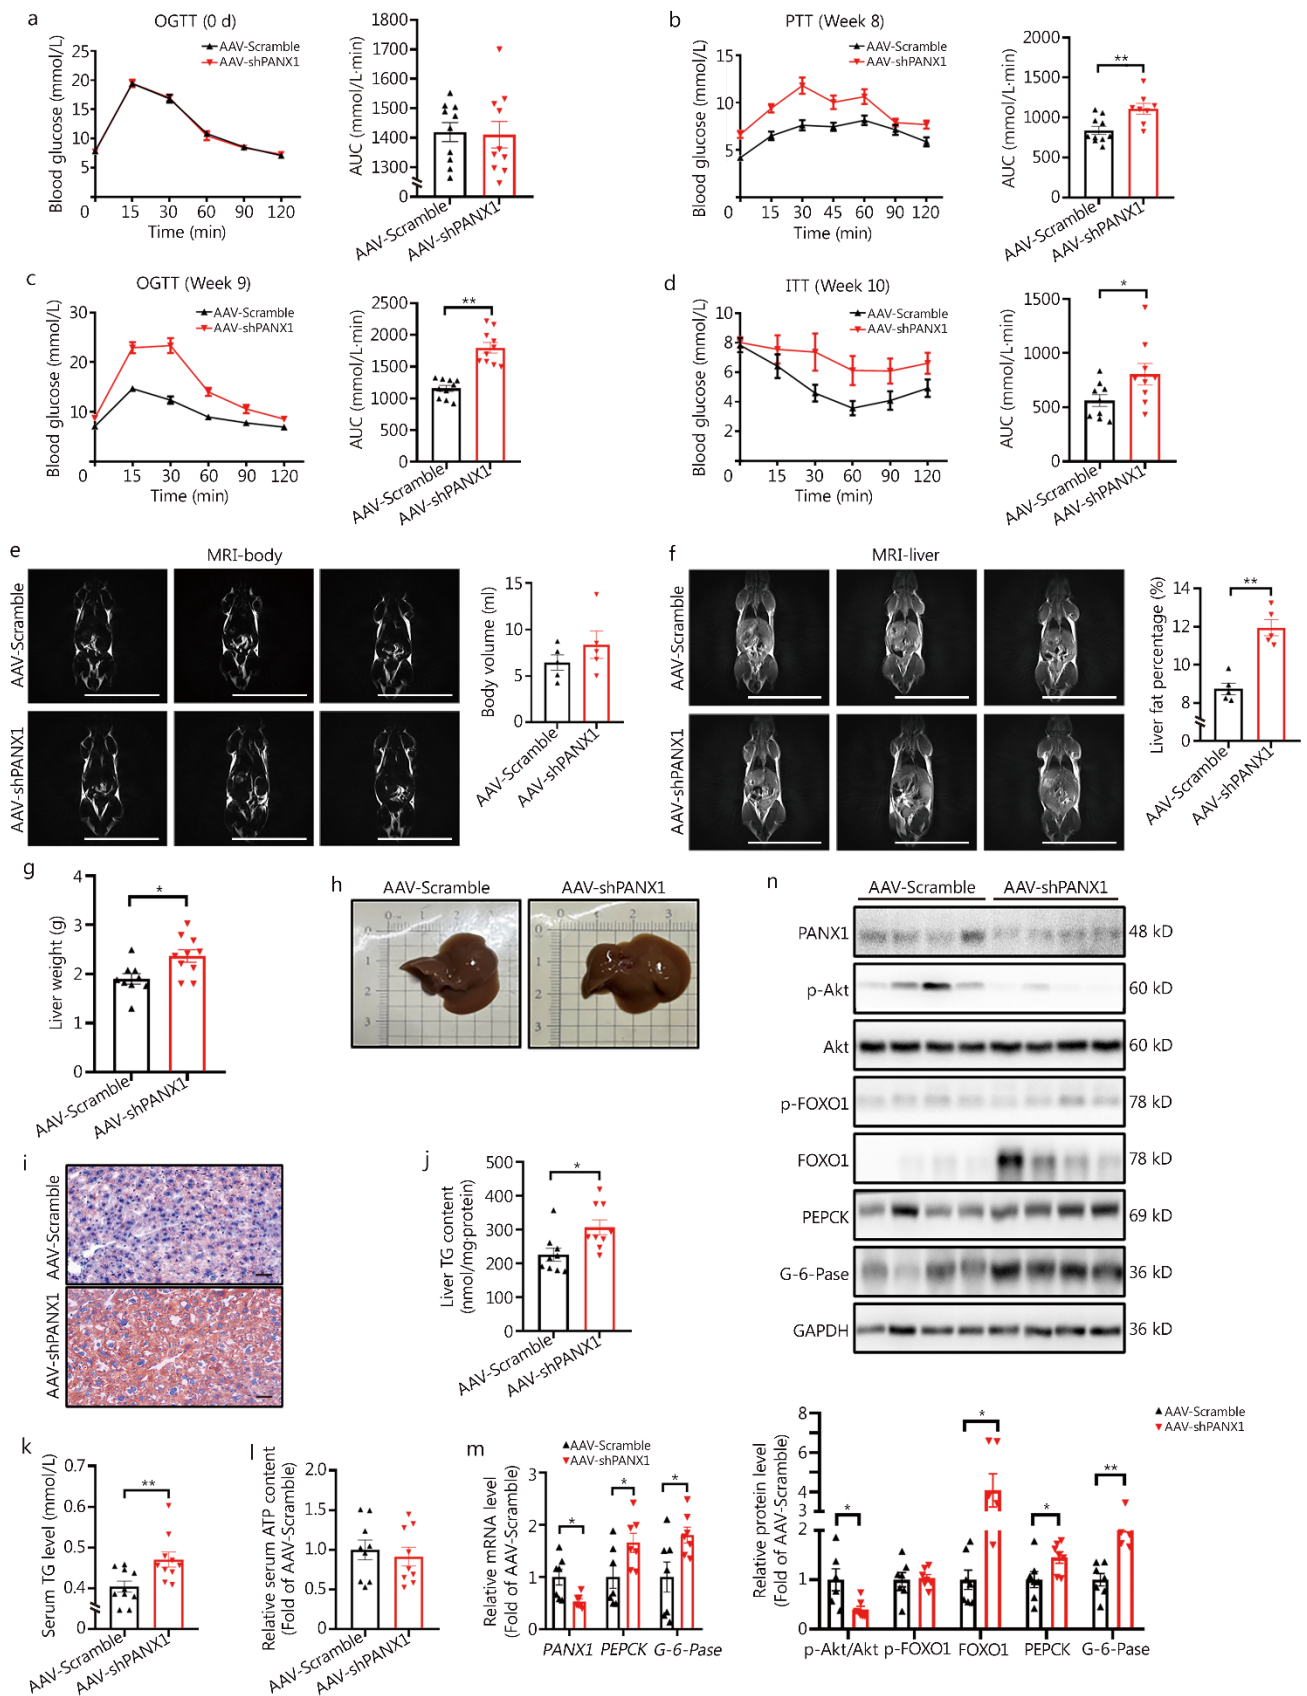 a
OGTT (0 d)
AAV-Scramble
AAV-shPANX1
Blood glucose (mmol/L)
25
20
15
10
5
0 15 30 60 90 120
Time (min)
AUC (mmol/L·min)
1800
1700
1600
1500
1400
1300
0
AAV-Scramble
AAV-shPANX1
b
PTT (Week 8)
AAV-Scramble
AAV-shPANX1
Blood glucose (mmol/L)
15
10
5
0 15 30 45 60 90 120
Time (min)
AUC (mmol/L·min)
2000
1500
1000
500
0
**
AAV-Scramble
AAV-shPANX1
c
OGTT (Week 9)
AAV-Scramble
AAV-shPANX1
Blood glucose (mmol/L)
30
20
10
0 15 30 60 90 120
Time (min)
AUC (mmol/L·min)
2500
2000
1500
1000
500
0
**
AAV-Scramble
AAV-shPANX1
d
ITT (Week 10)
AAV-Scramble
AAV-shPANX1
Blood glucose (mmol/L)
10
8
6
4
2
0 15 30 60 90 120
Time (min)
AUC (mmol/L·min)
1500
1000
500
0
*
AAV-Scramble
AAV-shPANX1
e
MRI-body
AAV-Scramble
AAV-shPANX1
Body volume (ml)
15
10
5
0
AAV-Scramble
AAV-shPANX1
f
MRI-liver
AAV-Scramble
AAV-shPANX1
Liver fat percentage (%)
14
12
10
8
0
**
AAV-Scramble
AAV-shPANX1
g
Liver weight (g)
4
3
2
1
0
*
AAV-Scramble
AAV-shPANX1
h
AAV-Scramble
AAV-shPANX1
0 1 2 3
1
2
3
0 1 2 3
1
2
3
i
AAV-Scramble
AAV-shPANX1
j
Liver TG content
(nmol/mg·protein)
500
400
300
200
100
0
*
AAV-Scramble
AAV-shPANX1
n
AAV-Scramble AAV-shPANX1
PANX1 48 kD
p-Akt 60 kD
Akt 60 kD
p-FOXO1 78 kD
FOXO1 78 kD
PEPCK 69 kD
G-6-Pase 36 kD
GAPDH 36 kD
k
Serum TG level (mmol/L)
0.7
0.6
0.5
0.4
0
**
AAV-Scramble
AAV-shPANX1
l
Relative serum ATP content
(Fold of AAV-Scramble)
2.0
1.5
1.0
0.5
0
AAV-Scramble
AAV-shPANX1
m
AAV-Scramble
AAV-shPANX1
Relative mRNA level
(Fold of AAV-Scramble)
3
2
1
0
* * *
PANX1 PEPCK G-6-Pase
Relative protein level
(Fold of AAV-Scramble)
8
6
4
3
2
1
0
AAV-Scramble
AAV-shPANX1
* * * **
p-Akt/Akt p-FOXO1 FOXO1 PEPCK G-6-Pase